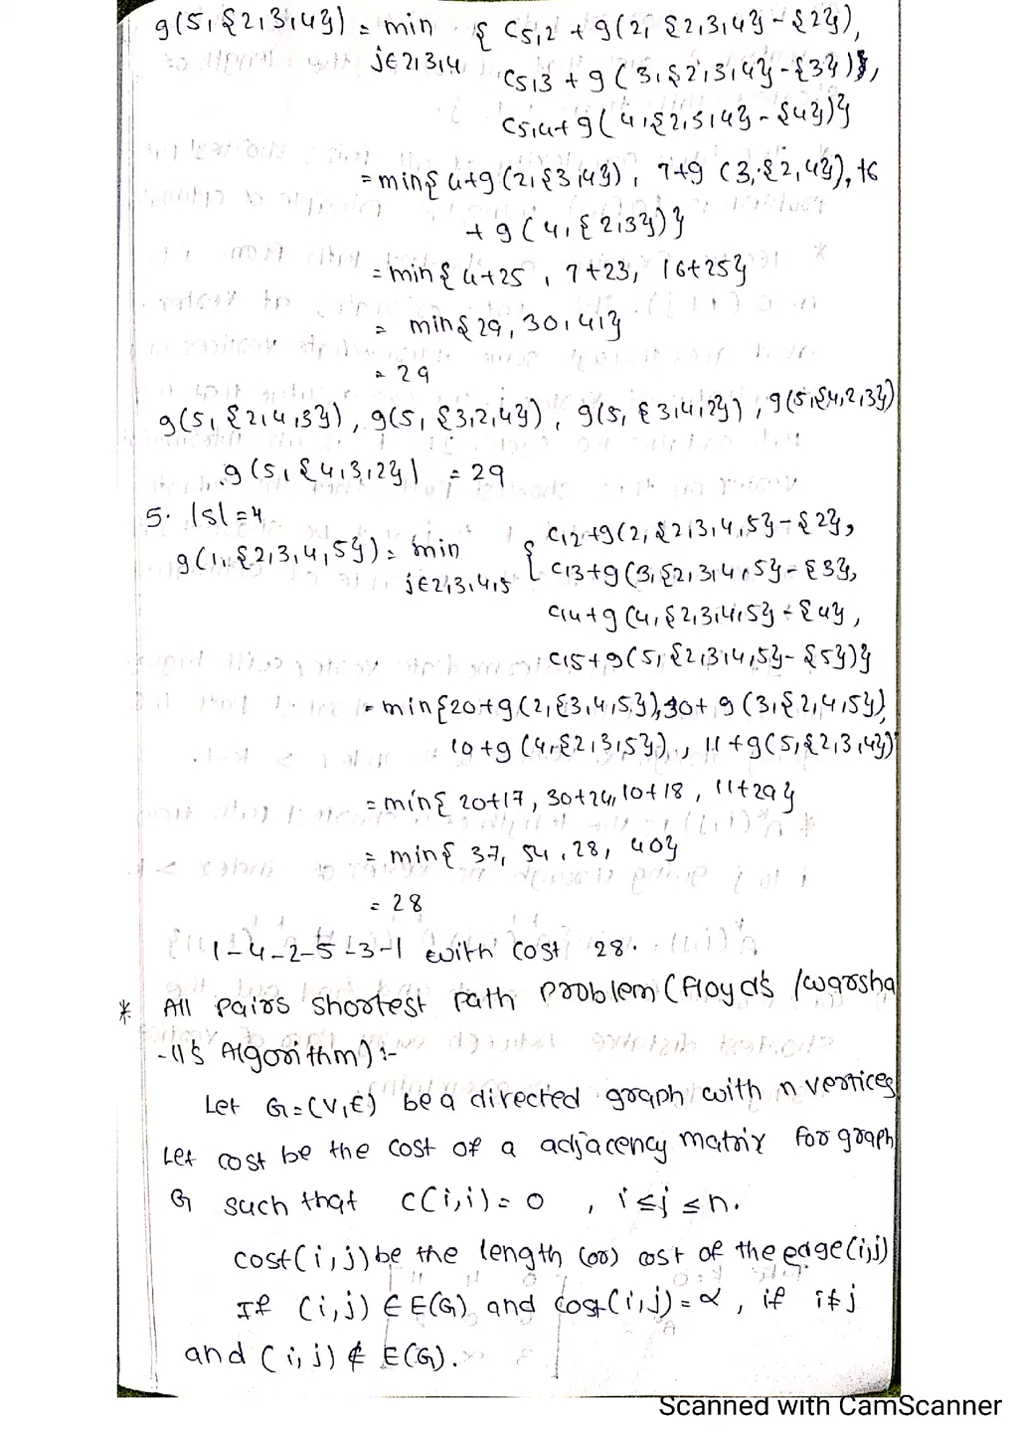 g(5,{2,3,4}) = min { C5,2 + g(2, {2,3,4}-{2}),
j∈2,3,4 C5,3 + g(3,{2,3,4}-{3})},
C5,4 + g(4,{2,3,4}-{4})}
= min{4+g(2,{3,4}), 7+g(3,{2,4}), 16
+ g(4,{2,3})}
= min{4+25, 7+23, 16+25}
= min{29, 30, 41}
= 29
g(5,{2,4,3}), g(5,{3,2,4}), g(5,{3,4,2}), g(5,{4,2,3})
g(5,{4,3,2}) = 29
5. |S|=4
g(1,{2,3,4,5}) = min { C12+g(2,{2,3,4,5}-{2},
j∈2,3,4,5 C13+g(3,{2,3,4,5}-{3},
C14+g(4,{2,3,4,5}-{4},
C15+g(5,{2,3,4,5}-{5})}
= min{20+g(2,{3,4,5}),30+g(3,{2,4,5})
10+g(4,{2,3,5}), 11+g(5,{2,3,4})
= min{20+17, 30+24, 10+18, 11+29}
= min{37, 54, 28, 40}
= 28
1-4-2-5-3-1 with cost 28.
* All pairs shortest path problem (Floyd's /warsha
-ll's Algorithm):-
Let G=(V,E) be a directed graph with n vertices
Let cost be the cost of a adjacency matrix for graph
G such that c(i,i)=0 , i≤j≤n.
cost(i,j) be the length (or) cost of the edge(i,j)
If (i,j)∈E(G) and cost(i,j)=∝, if i≠j
and (i,j)∉E(G).
Scanned with CamScanner